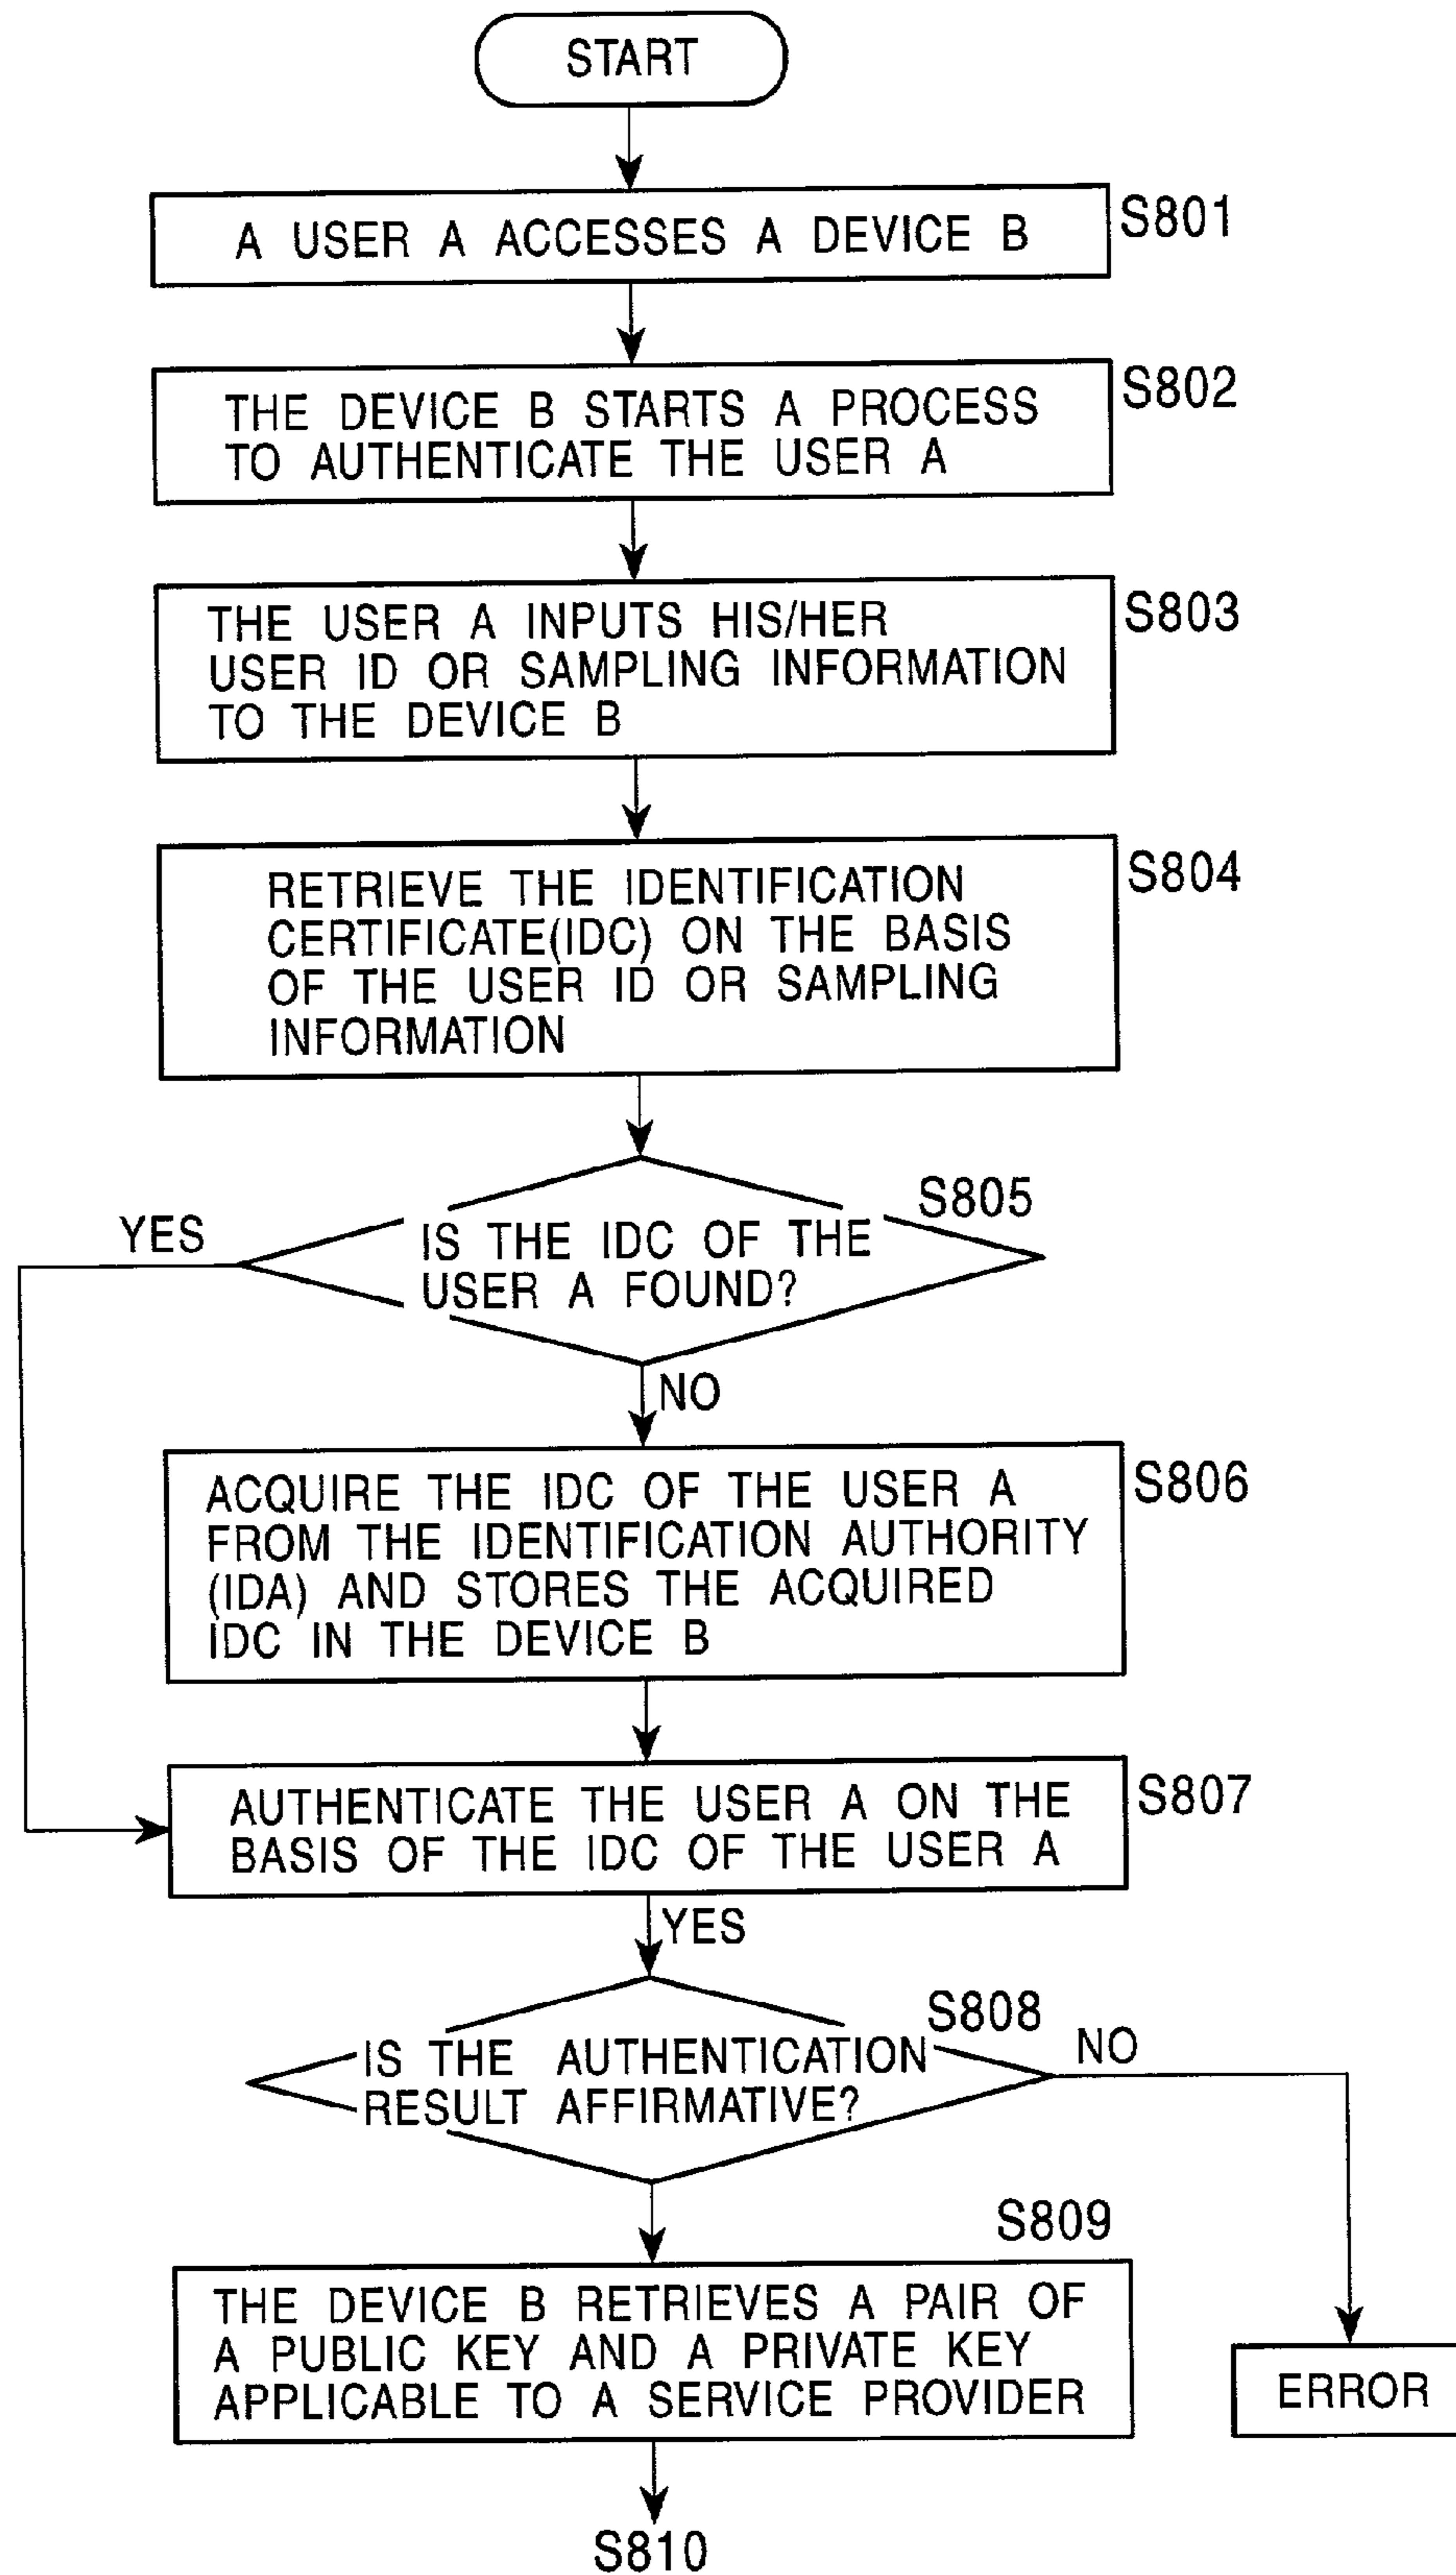 START
A USER A ACCESSES A DEVICE B
S801
THE DEVICE B STARTS A PROCESS
TO AUTHENTICATE THE USER A
S802
THE USER A INPUTS HIS/HER
USER ID OR SAMPLING INFORMATION
TO THE DEVICE B
S803
RETRIEVE THE IDENTIFICATION
CERTIFICATE(IDC) ON THE BASIS
OF THE USER ID OR SAMPLING
INFORMATION
S804
S805
YES
IS THE IDC OF THE
USER A FOUND?
NO
ACQUIRE THE IDC OF THE USER A
FROM THE IDENTIFICATION AUTHORITY
(IDA) AND STORES THE ACQUIRED
IDC IN THE DEVICE B
S806
AUTHENTICATE THE USER A ON THE
BASIS OF THE IDC OF THE USER A
S807
YES
S808
IS THE AUTHENTICATION
RESULT AFFIRMATIVE?
NO
S809
THE DEVICE B RETRIEVES A PAIR OF
A PUBLIC KEY AND A PRIVATE KEY
APPLICABLE TO A SERVICE PROVIDER
ERROR
S810